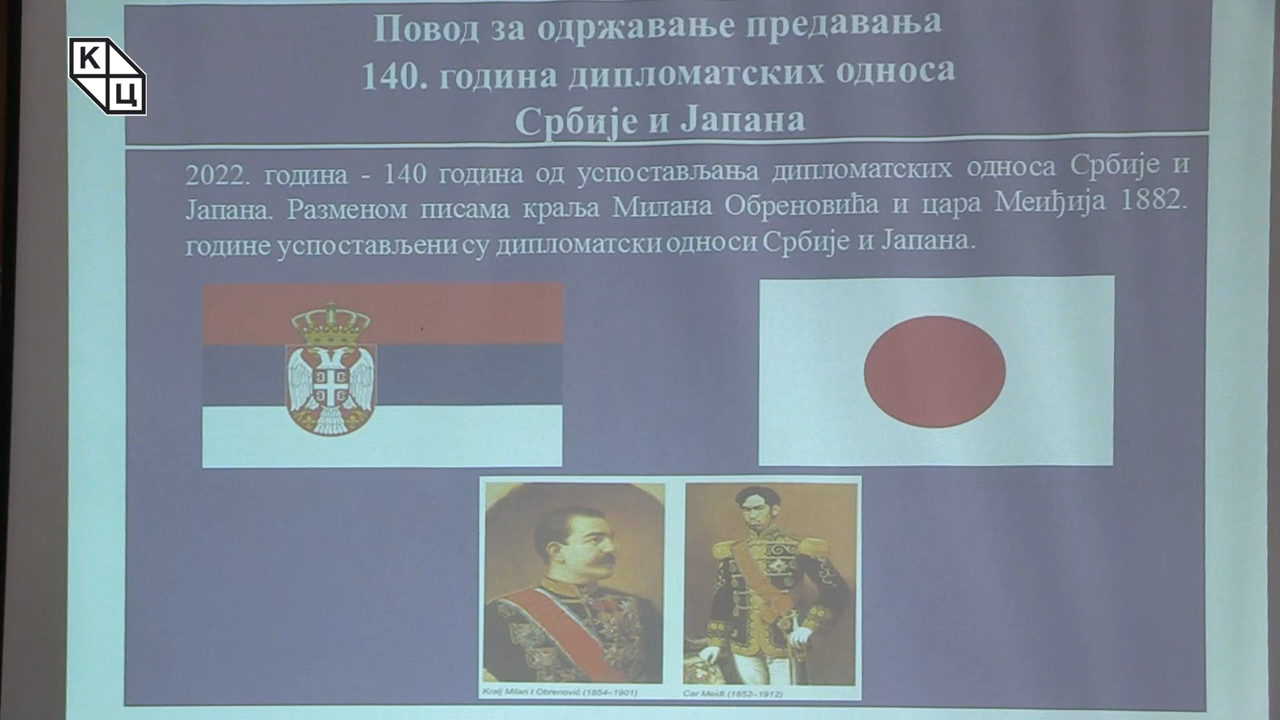 К
Ц
Повод за одржавање предавања
140. година дипломатских односа
Србије и Јапана
2022. година - 140 година од успостављања дипломатских односа Србије и
Јапана. Разменом писама краља Милана Обреновића и цара Меиђија 1882.
године успостављени су дипломатски односи Србије и Јапана.
Kralj Milan I Obrenović (1854–1901)
Car Meiđi (1852–1912)